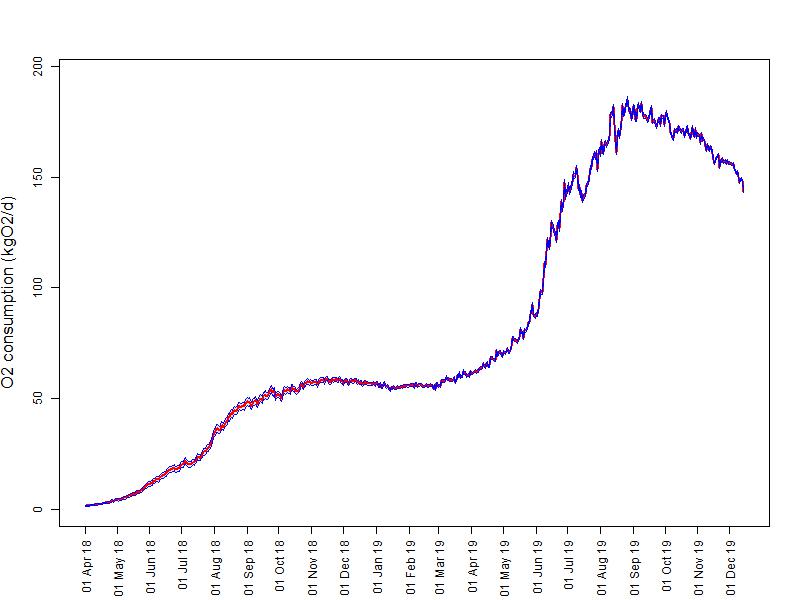 O2 consumption (kgO2/d)
200
150
100
50
0
01 Apr 18
01 May 18
01 Jun 18
01 Jul 18
01 Aug 18
01 Sep 18
01 Oct 18
01 Nov 18
01 Dec 18
01 Jan 19
01 Feb 19
01 Mar 19
01 Apr 19
01 May 19
01 Jun 19
01 Jul 19
01 Aug 19
01 Sep 19
01 Oct 19
01 Nov 19
01 Dec 19